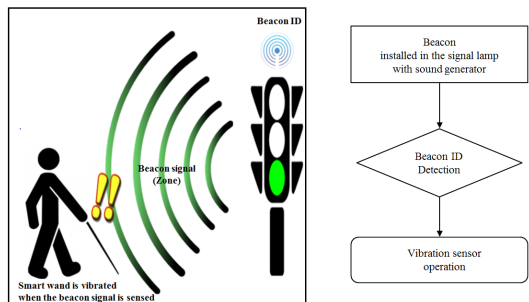 Beacon ID
Beacon signal
(Zone)
Smart wand is vibrated
when the beacon signal is sensed
Beacon
installed in the signal lamp
with sound generator
Beacon ID
Detection
Vibration sensor
operation